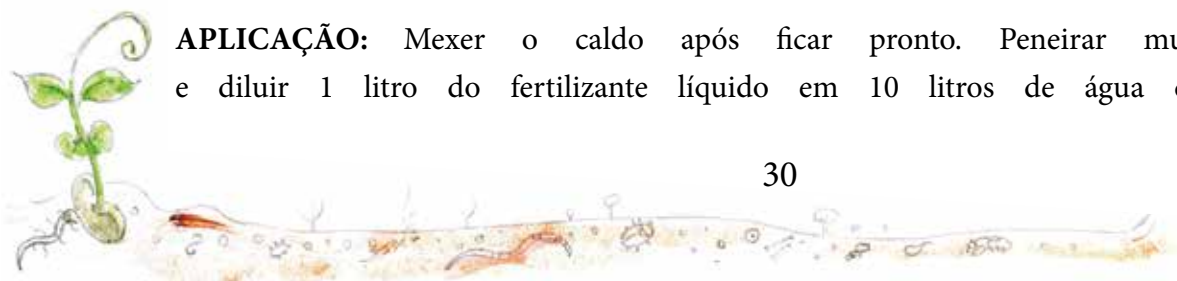 APLICAÇÃO: Mexer o caldo após ficar pronto. Peneirar
e diluir 1 litro do fertilizante líquido em 10 litros de água
30